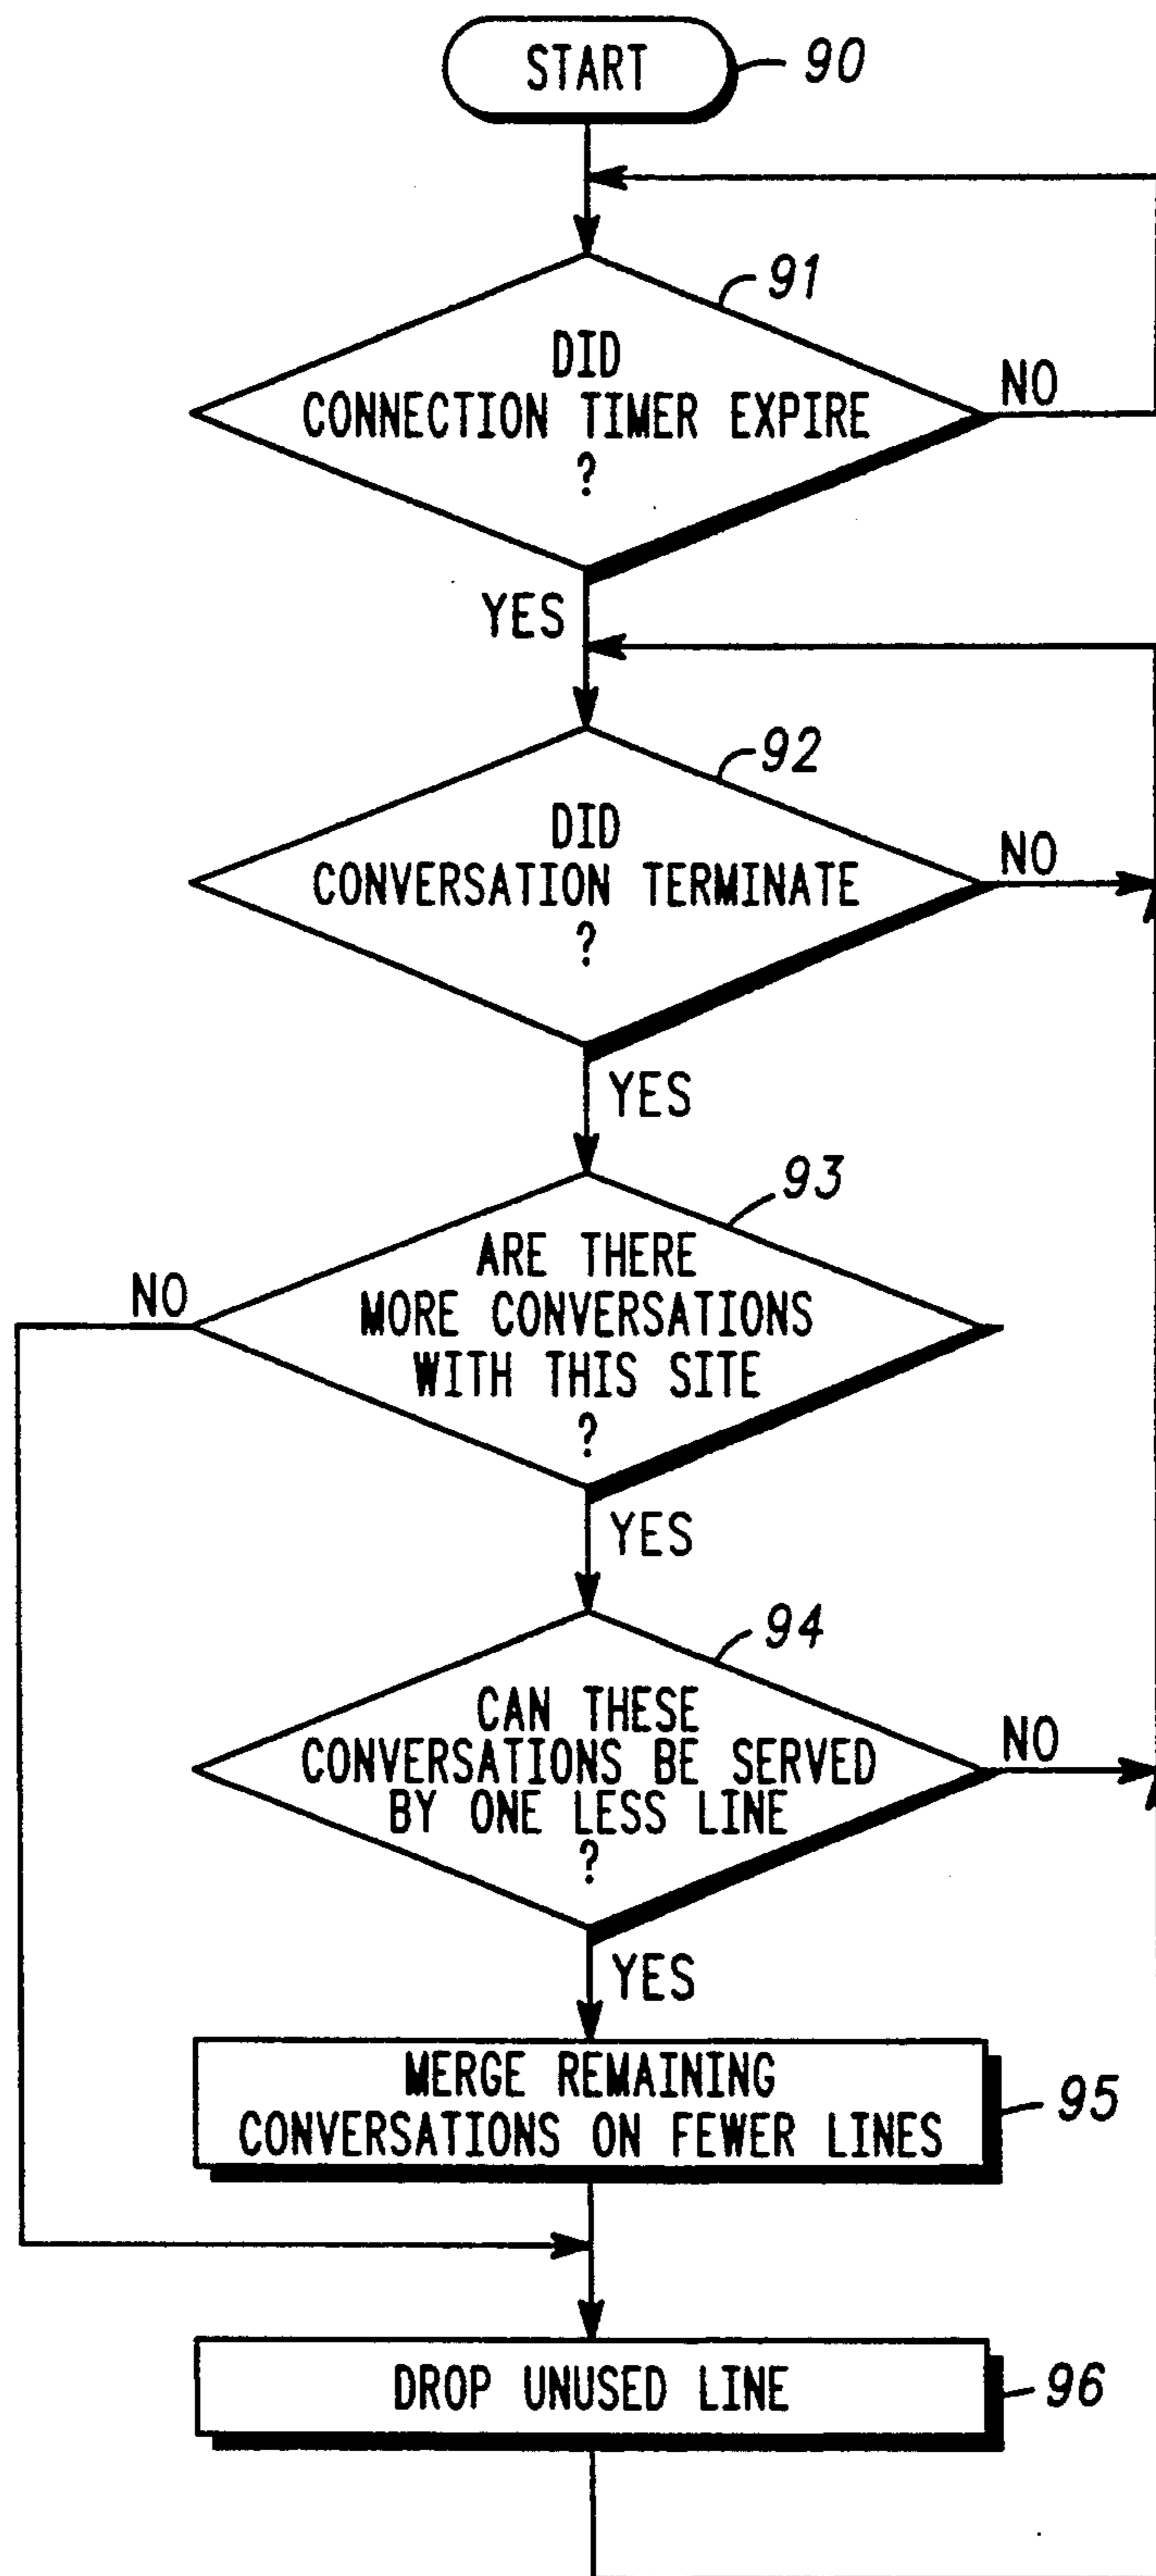 START
90
91
DID
CONNECTION TIMER EXPIRE
?
NO
YES
92
DID
CONVERSATION TERMINATE
?
NO
YES
93
ARE THERE
MORE CONVERSATIONS
WITH THIS SITE
?
NO
YES
94
CAN THESE
CONVERSATIONS BE SERVED
BY ONE LESS LINE
?
NO
YES
MERGE REMAINING
CONVERSATIONS ON FEWER LINES
95
DROP UNUSED LINE
96